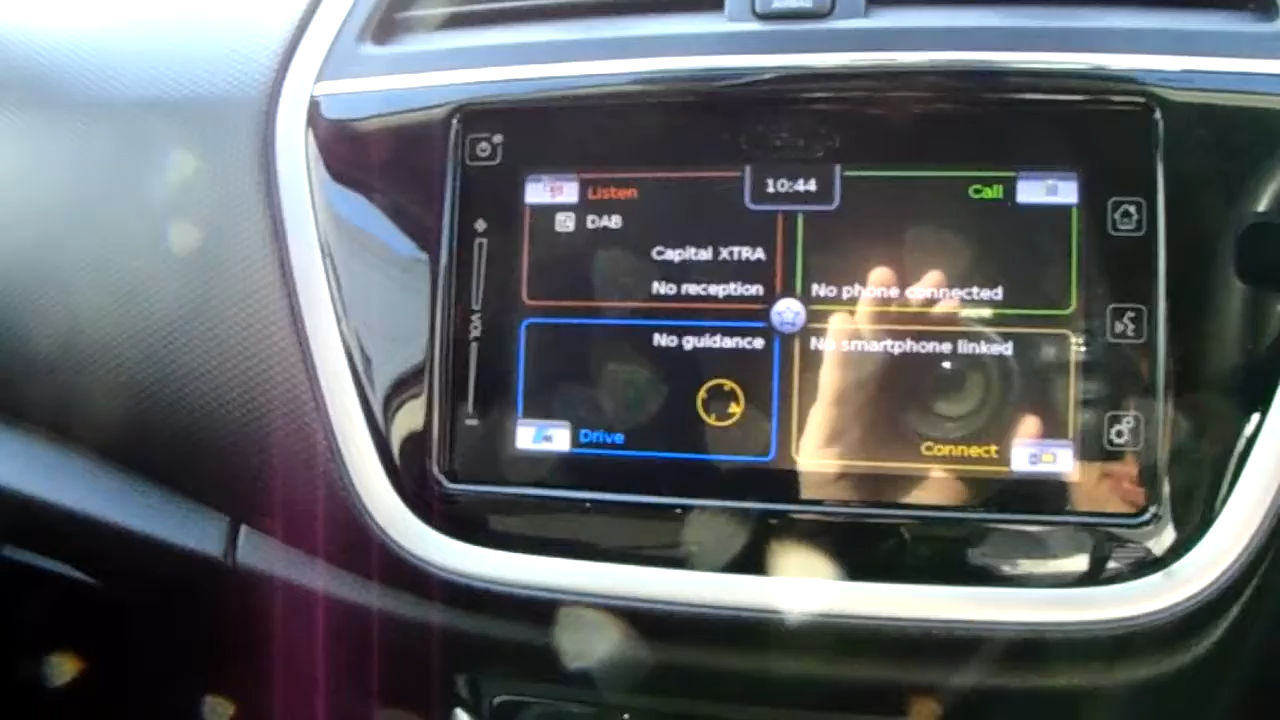 10:44
Listen
DAB
Capital XTRA
No reception
Call
No phone connected
VOL
No guidance
Drive
No smartphone linked
Connect